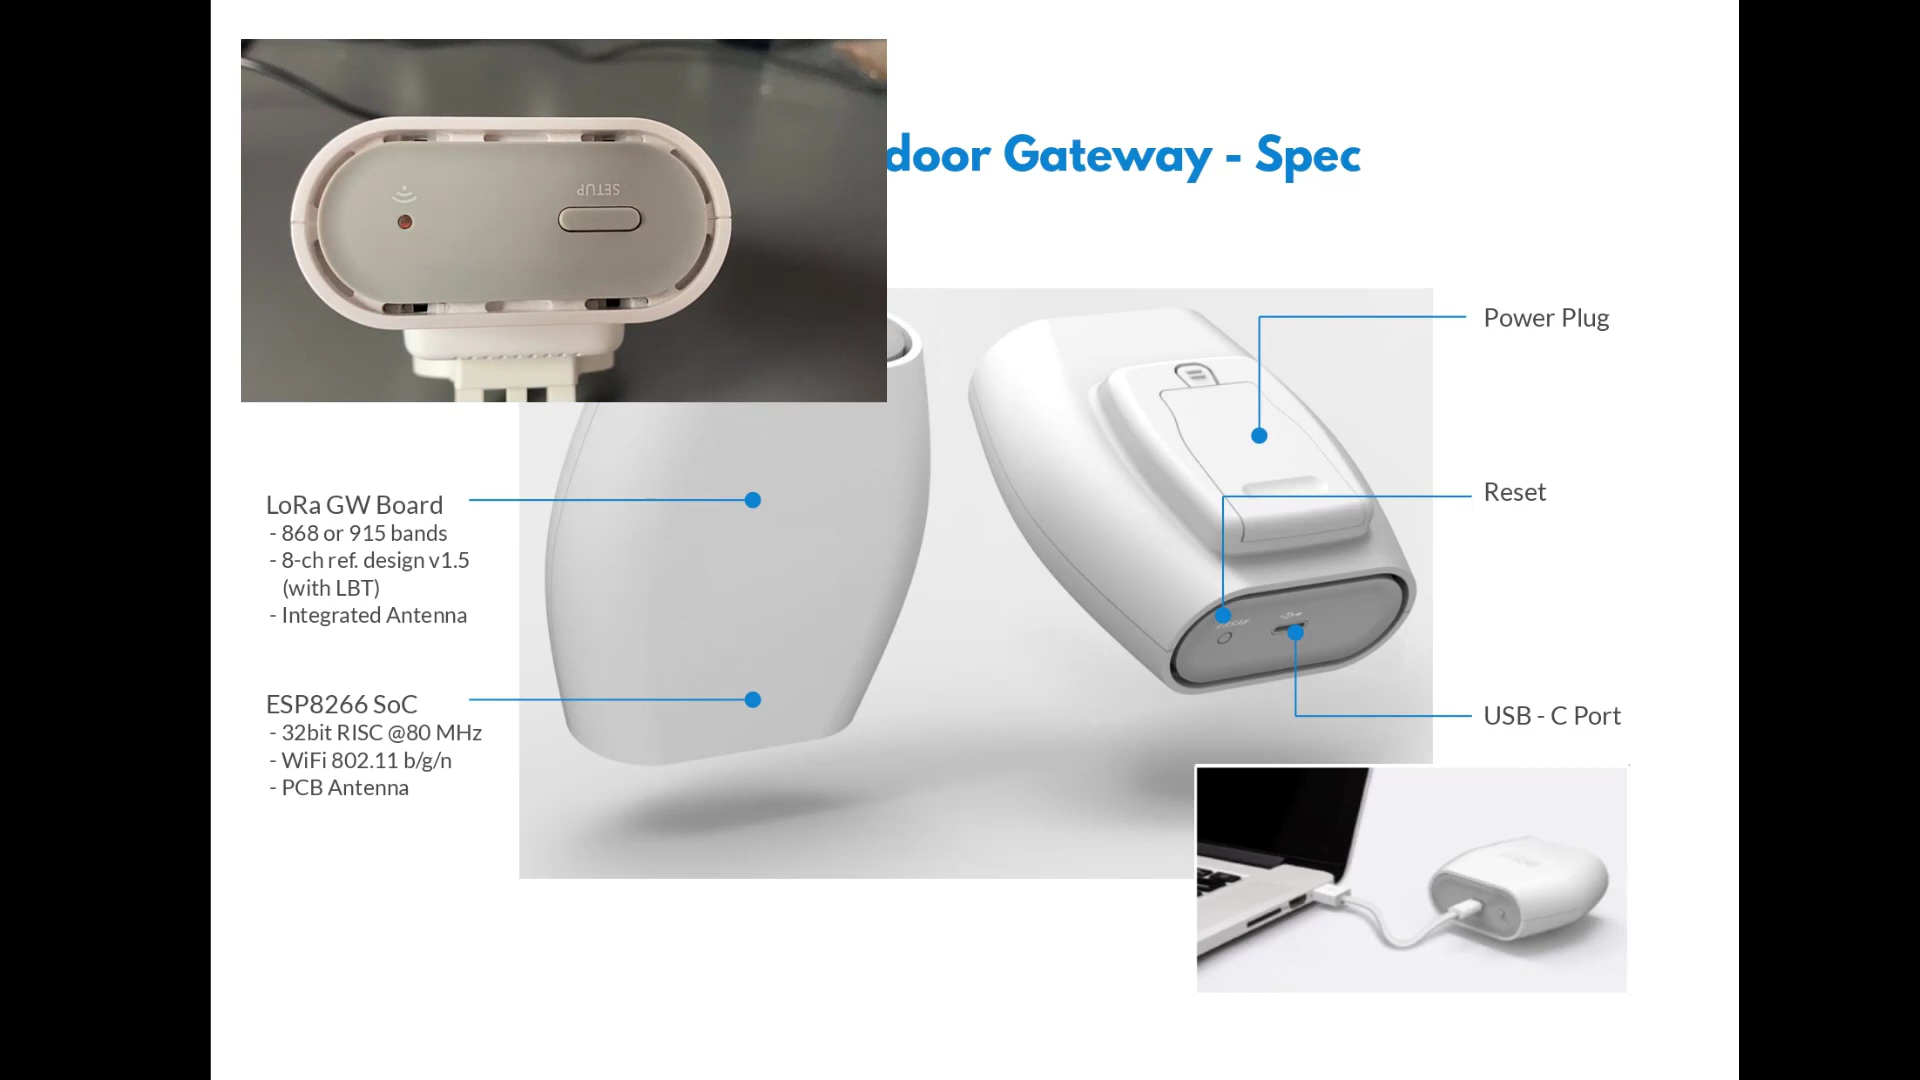 SETUP
door Gateway - Spec
Power Plug
Reset
USB - C Port
LoRa GW Board
- 868 or 915 bands
- 8-ch ref. design v1.5
(with LBT)
- Integrated Antenna
ESP8266 SoC
- 32bit RISC @80 MHz
- WiFi 802.11 b/g/n
- PCB Antenna